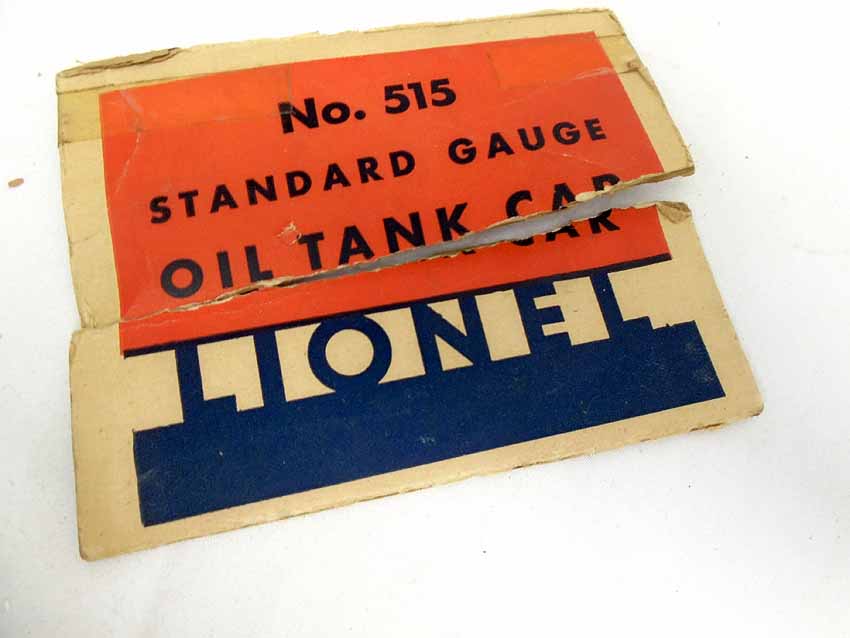 No. 515
STANDARD GAUGE
OIL TANK CAR
LIONEL